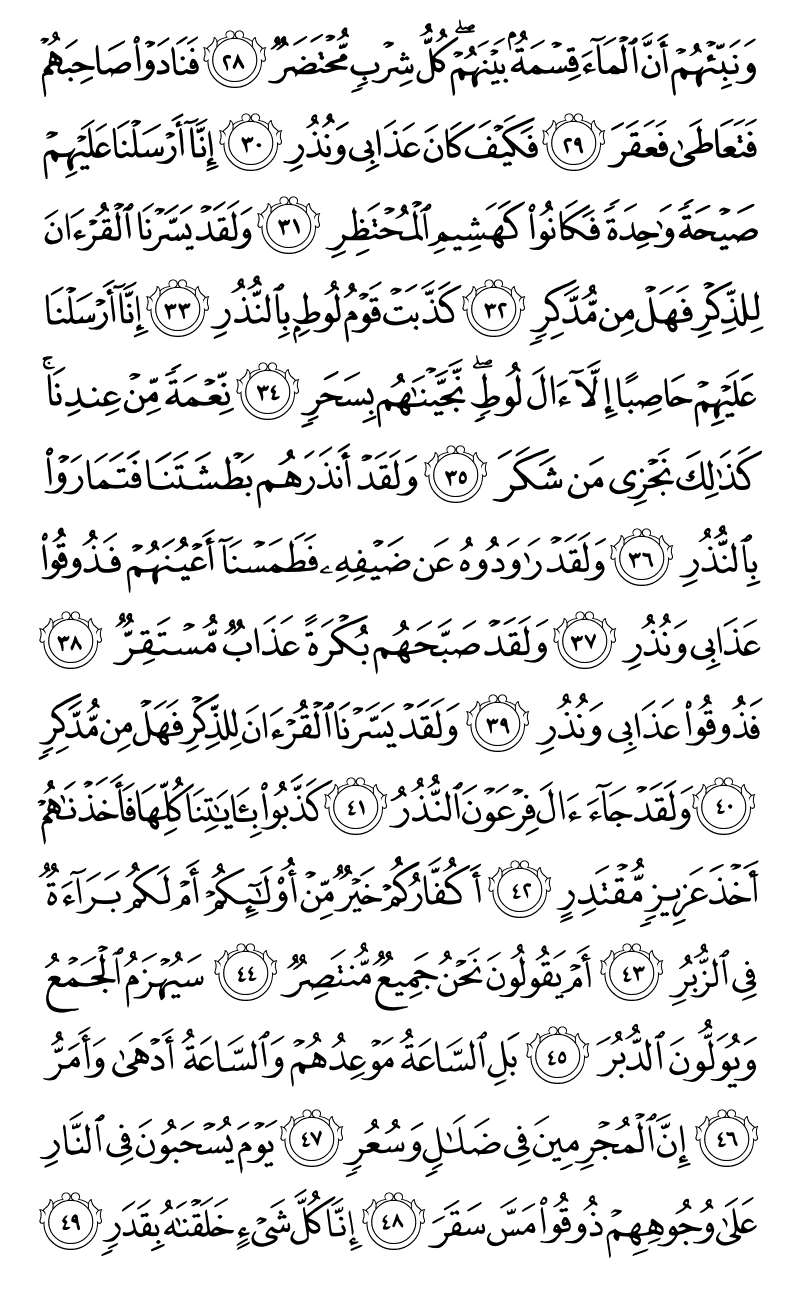 وَنَبِّئْهُمْ أَنَّ ٱلْمَآءَ قِسْمَةٌۢ بَيْنَهُمْ ۖ كُلُّ شِرْبٍ مُّحْتَضَرٌ ٢٨ فَنَادَوْا۟ صَاحِبَهُمْ
فَتَعَاطَىٰ فَعَقَرَ ٢٩ فَكَيْفَ كَانَ عَذَابِى وَنُذُرِ ٣٠ إِنَّآ أَرْسَلْنَا عَلَيْهِمْ
صَيْحَةً وَٰحِدَةً فَكَانُوا۟ كَهَشِيمِ ٱلْمُحْتَظِرِ ٣١ وَلَقَدْ يَسَّرْنَا ٱلْقُرْءَانَ
لِلذِّكْرِ فَهَلْ مِن مُّدَّكِرٍ ٣٢ كَذَّبَتْ قَوْمُ لُوطٍۭ بِٱلنُّذُرِ ٣٣ إِنَّآ أَرْسَلْنَا
عَلَيْهِمْ حَاصِبًا إِلَّآ ءَالَ لُوطٍ ۖ نَّجَّيْنَٰهُم بِسَحَرٍ ٣٤ نِّعْمَةً مِّنْ عِندِنَا ۚ
كَذَٰلِكَ نَجْزِى مَن شَكَرَ ٣٥ وَلَقَدْ أَنذَرَهُم بَطْشَتَنَا فَتَمَارَوْا۟
بِٱلنُّذُرِ ٣٦ وَلَقَدْ رَٰوَدُوهُ عَن ضَيْفِهِۦ فَطَمَسْنَآ أَعْيُنَهُمْ فَذُوقُوا۟
عَذَابِى وَنُذُرِ ٣٧ وَلَقَدْ صَبَّحَهُم بُكْرَةً عَذَابٌ مُّسْتَقِرٌّ ٣٨
فَذُوقُوا۟ عَذَابِى وَنُذُرِ ٣٩ وَلَقَدْ يَسَّرْنَا ٱلْقُرْءَانَ لِلذِّكْرِ فَهَلْ مِن مُّدَّكِرٍ
٤٠ وَلَقَدْ جَآءَ ءَالَ فِرْعَوْنَ ٱلنُّذُرُ ٤١ كَذَّبُوا۟ بِـَٔايَٰتِنَا كُلِّهَا فَأَخَذْنَٰهُمْ
أَخْذَ عَزِيزٍ مُّقْتَدِرٍ ٤٢ أَكُفَّارُكُمْ خَيْرٌ مِّنْ أُو۟لَٰٓئِكُمْ أَمْ لَكُم بَرَآءَةٌ
فِى ٱلزُّبُرِ ٤٣ أَمْ يَقُولُونَ نَحْنُ جَمِيعٌ مُّنتَصِرٌ ٤٤ سَيُهْزَمُ ٱلْجَمْعُ
وَيُوَلُّونَ ٱلدُّبُرَ ٤٥ بَلِ ٱلسَّاعَةُ مَوْعِدُهُمْ وَٱلسَّاعَةُ أَدْهَىٰ وَأَمَرُّ
٤٦ إِنَّ ٱلْمُجْرِمِينَ فِى ضَلَٰلٍ وَسُعُرٍ ٤٧ يَوْمَ يُسْحَبُونَ فِى ٱلنَّارِ
عَلَىٰ وُجُوهِهِمْ ذُوقُوا۟ مَسَّ سَقَرَ ٤٨ إِنَّا كُلَّ شَىْءٍ خَلَقْنَٰهُ بِقَدَرٍ ٤٩